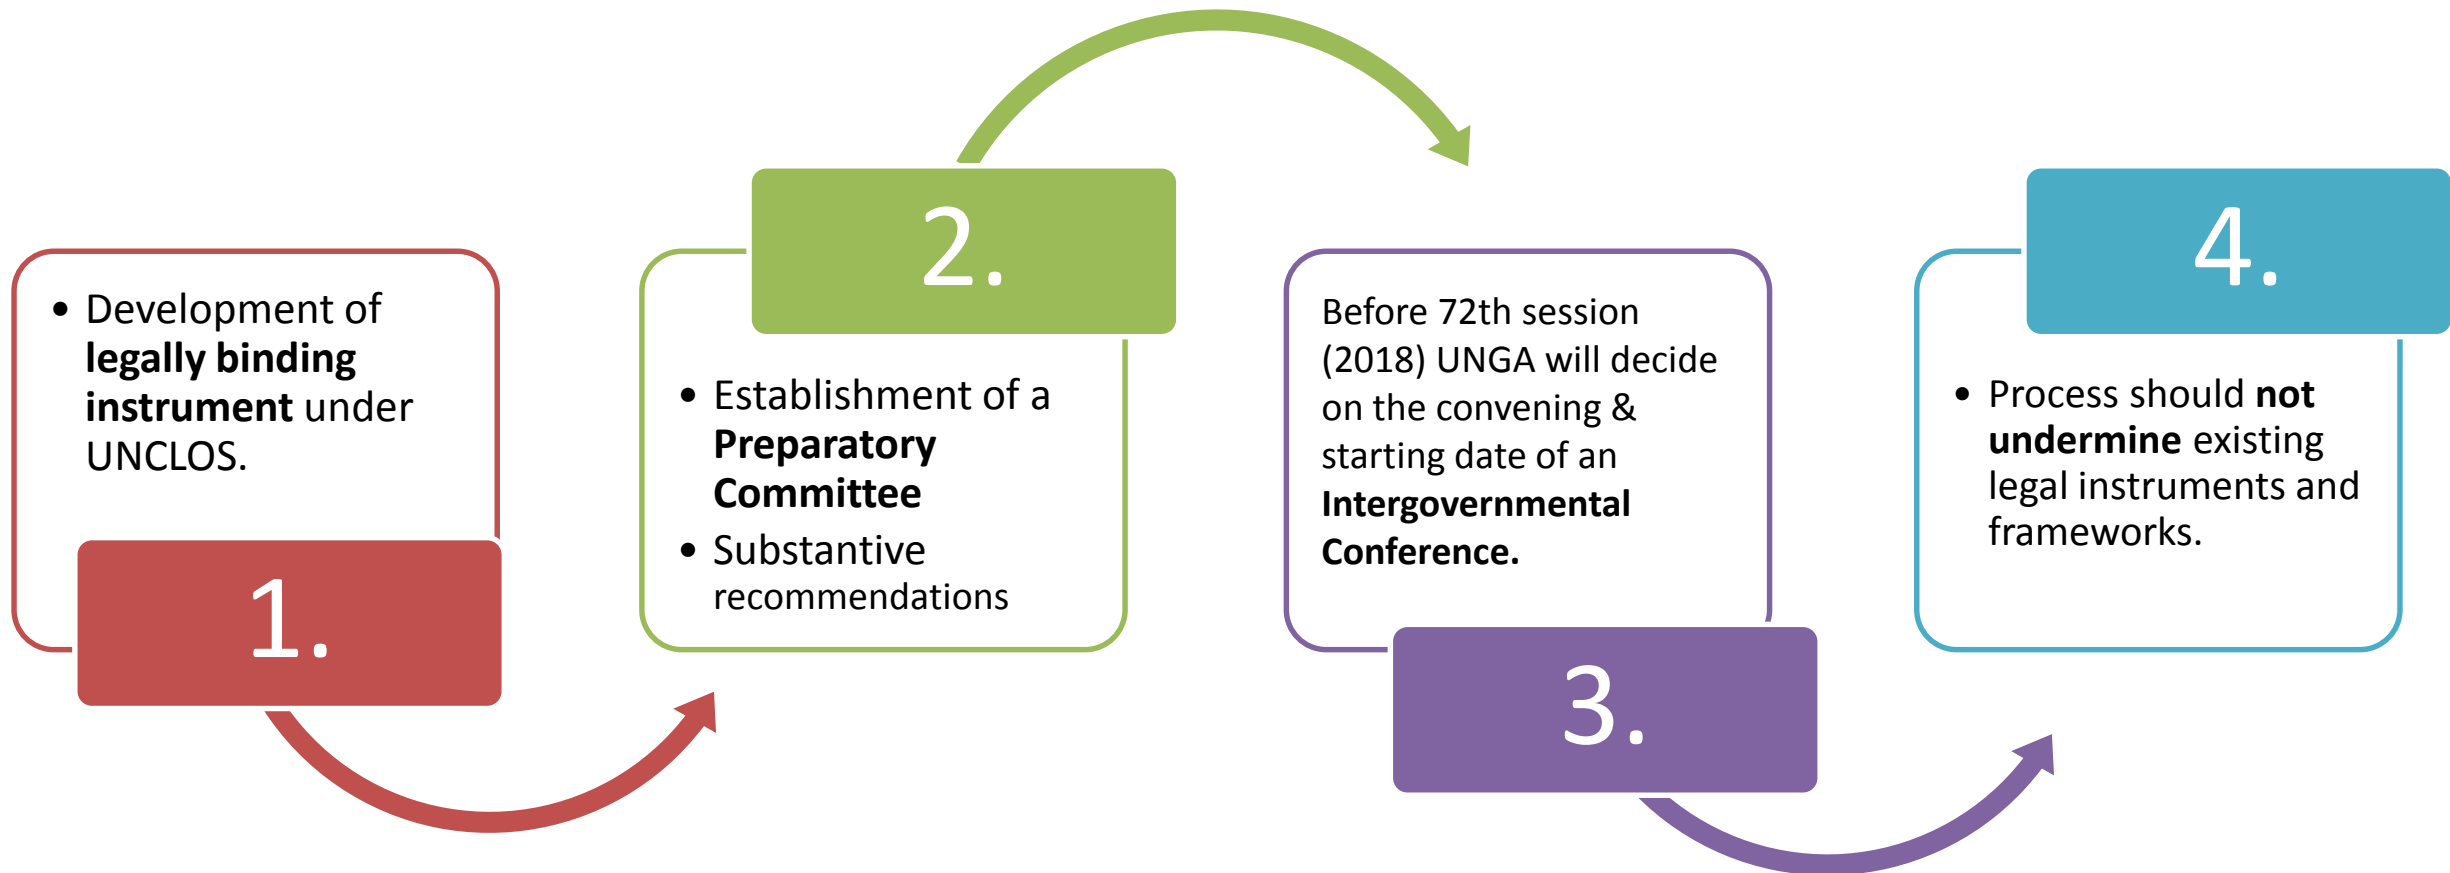 • Development of
legally binding
instrument under
UNCLOS.
1.
2.
• Establishment of a
Preparatory
Committee
• Substantive
recommendations
Before 72th session
(2018) UNGA will decide
on the convening &
starting date of an
Intergovernmental
Conference.
3.
4.
• Process should not
undermine existing
legal instruments and
frameworks.